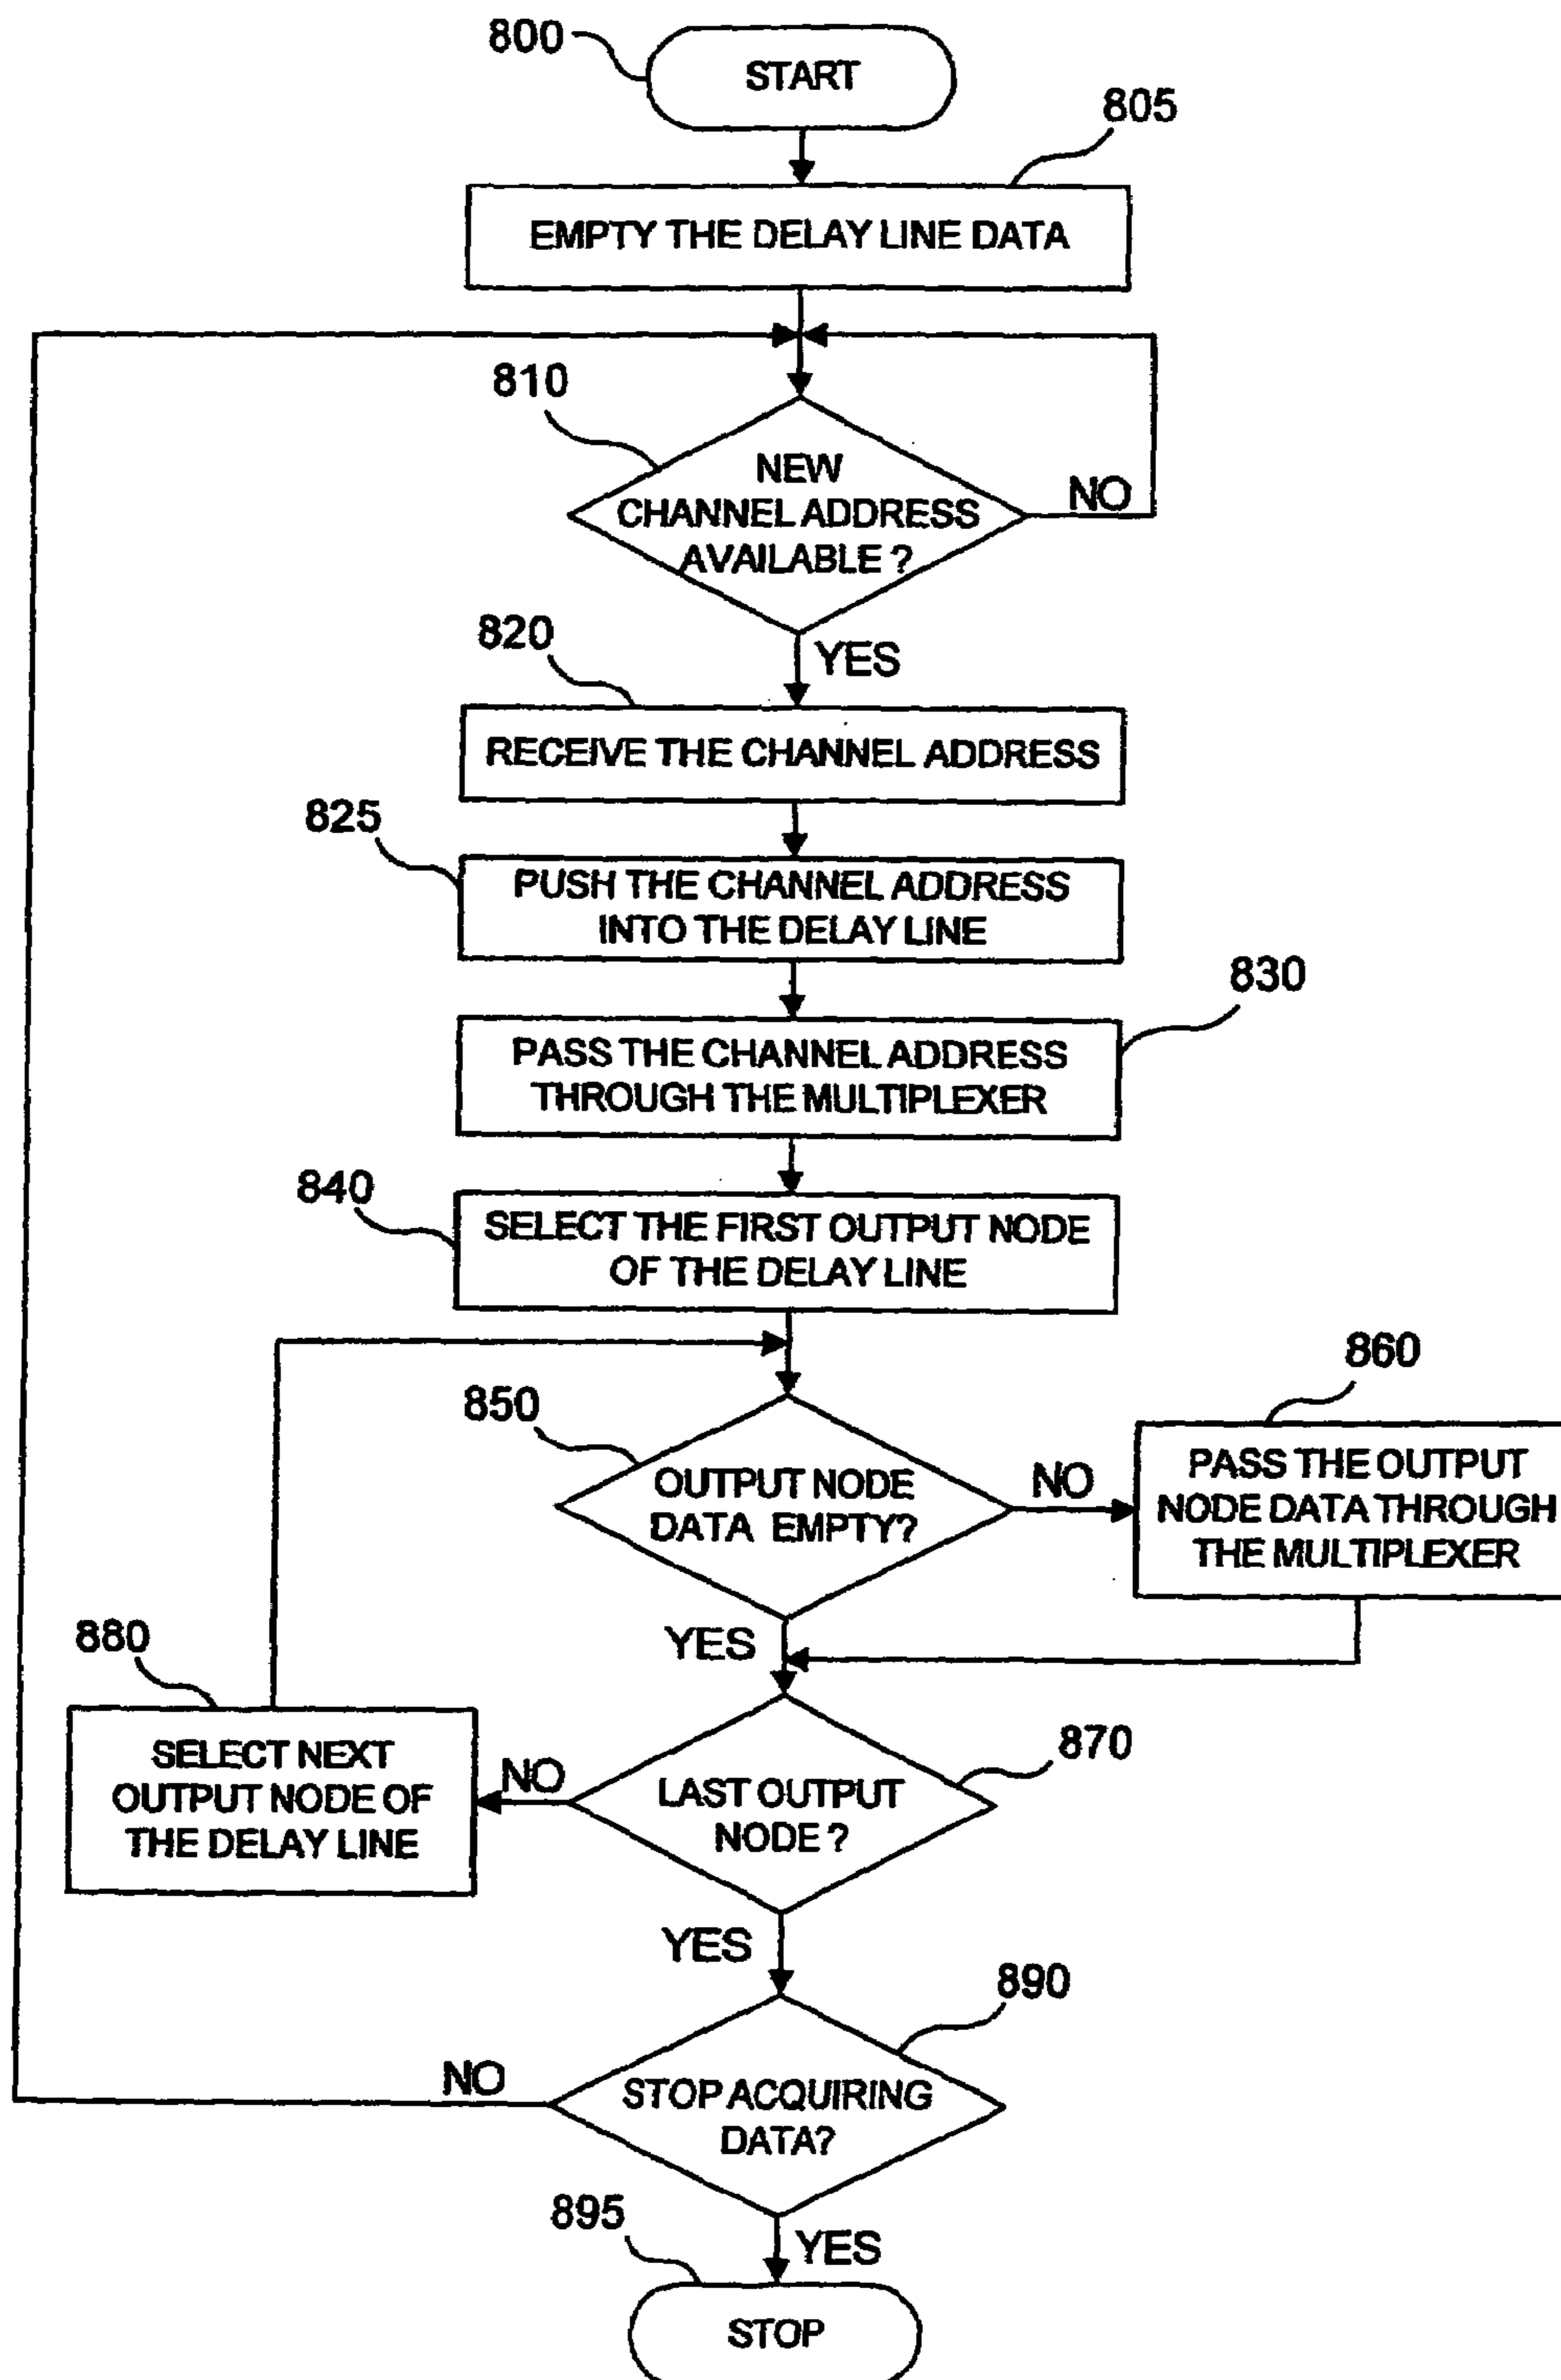 800
START
805
EMPTY THE DELAY LINE DATA
810
NEW
CHANNEL ADDRESS
AVAILABLE ?
NO
YES
820
RECEIVE THE CHANNEL ADDRESS
825
PUSH THE CHANNEL ADDRESS
INTO THE DELAY LINE
830
PASS THE CHANNEL ADDRESS
THROUGH THE MULTIPLEXER
840
SELECT THE FIRST OUTPUT NODE
OF THE DELAY LINE
850
OUTPUT NODE
DATA EMPTY?
NO
860
PASS THE OUTPUT
NODE DATA THROUGH
THE MULTIPLEXER
YES
880
SELECT NEXT
OUTPUT NODE OF
THE DELAY LINE
NO
870
LAST OUTPUT
NODE ?
YES
890
NO
STOP ACQUIRING
DATA?
895
YES
STOP